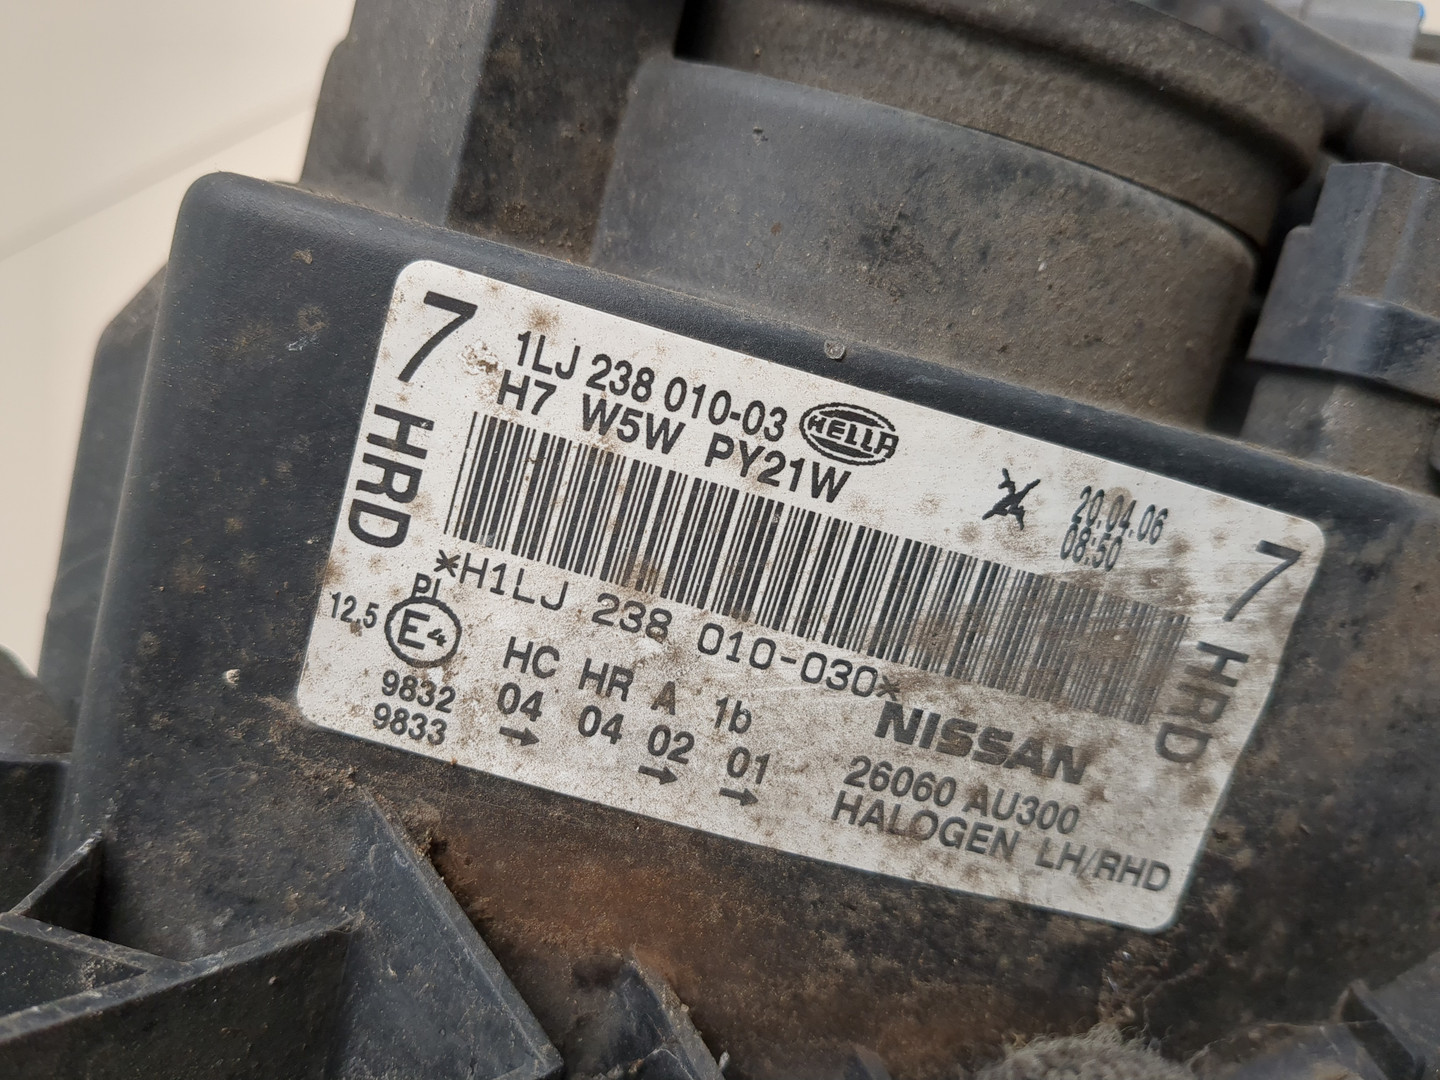 7
HRD
1LJ 238 010-03 HELLA
H7 W5W PY21W
20.04.06
08:50
7
HRD
*H1LJ 238 010-030*
PL
12,5 E4
9832
9833
HC HR A 1b
04 04 02 01
→ → →
NISSAN
26060 AU300
HALOGEN LH/RHD